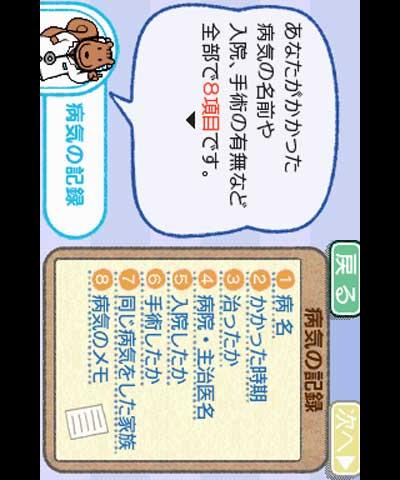 あなたがかかった
病気の名前や
入院、手術の有無など
全部で8項目です。
病気の記録
戻る
病気の記録
次へ
1 病名
2 かかった時期
3 治ったか
4 病院・主治医名
5 入院したか
6 手術したか
7 同じ病気をした家族
8 病気のメモ